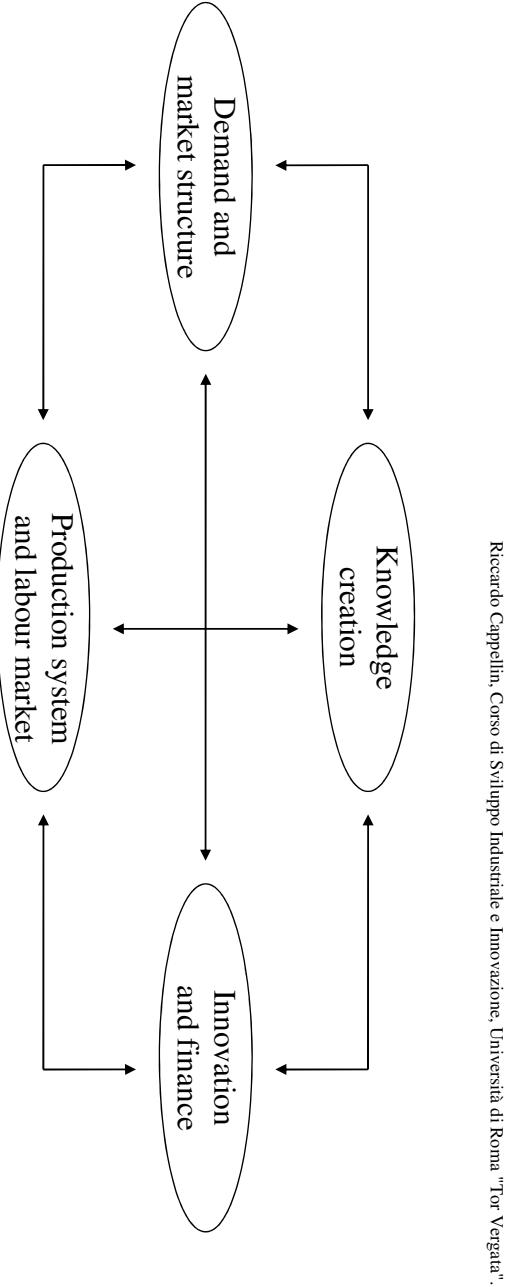 Riccardo Cappellin, Corso di Sviluppo Industriale e Innovazione, Università di Roma "Tor Vergata".
Knowledge
creation
Demand and
market structure
Innovation
and finance
Production system
and labour market